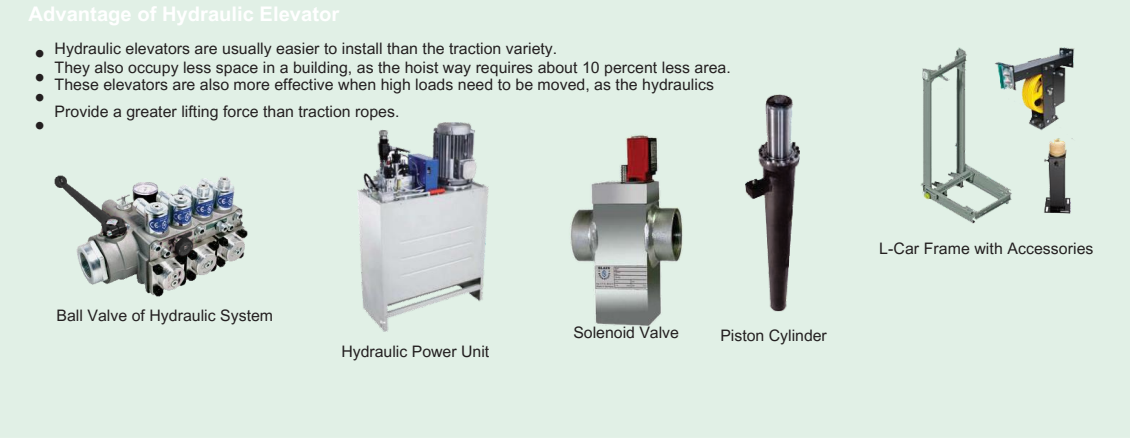 Advantage of Hydraulic Elevator
● Hydraulic elevators are usually easier to install than the traction variety.
● They also occupy less space in a building, as the hoist way requires about 10 percent less area.
● These elevators are also more effective when high loads need to be moved, as the hydraulics
● Provide a greater lifting force than traction ropes.
L-Car Frame with Accessories
Ball Valve of Hydraulic System
Solenoid Valve
Piston Cylinder
Hydraulic Power Unit